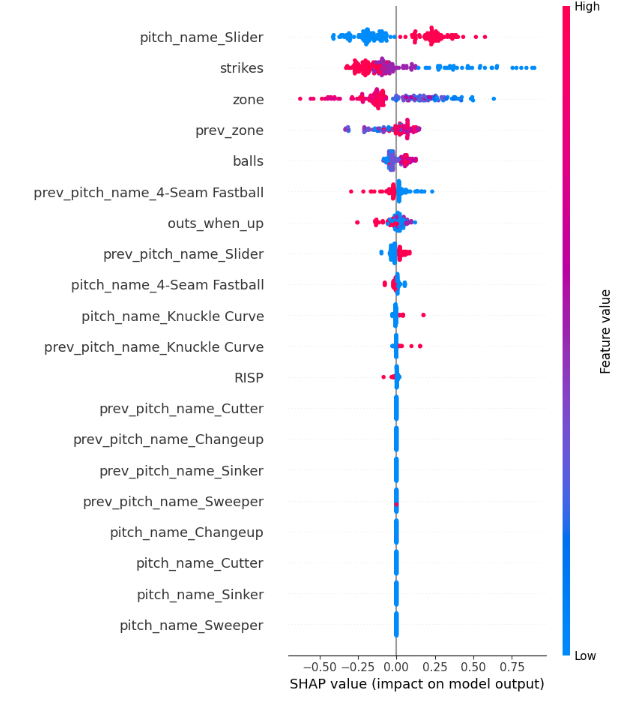 High
pitch_name_Slider
strikes
zone
prev_zone
balls
prev_pitch_name_4-Seam Fastball
outs_when_up
prev_pitch_name_Slider
pitch_name_4-Seam Fastball
pitch_name_Knuckle Curve
prev_pitch_name_Knuckle Curve
RISP
prev_pitch_name_Cutter
prev_pitch_name_Changeup
prev_pitch_name_Sinker
prev_pitch_name_Sweeper
pitch_name_Changeup
pitch_name_Cutter
pitch_name_Sinker
pitch_name_Sweeper
Feature value
Low
−0.50 −0.25 0.00 0.25 0.50 0.75
SHAP value (impact on model output)